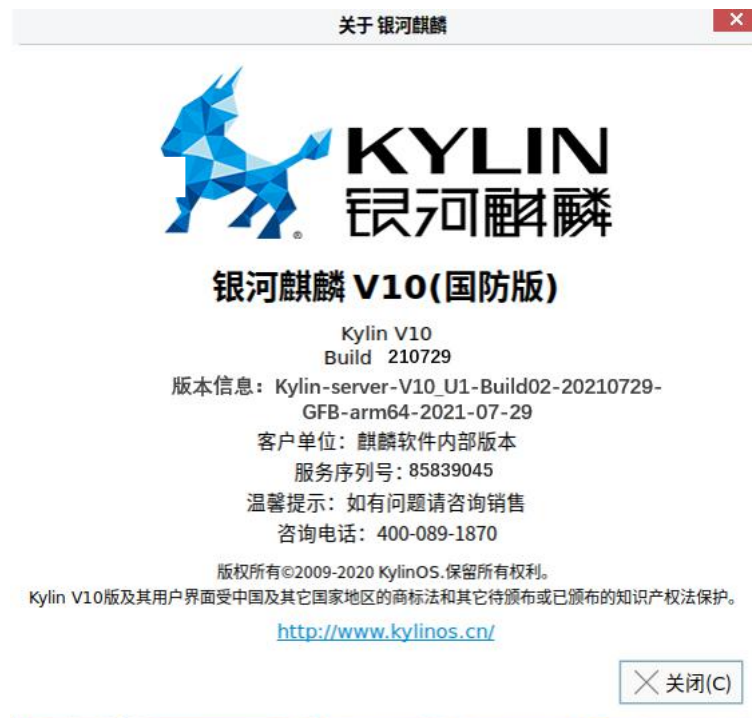 关于 银河麒麟
KYLIN
银河麒麟
®
银河麒麟 V10(国防版)
Kylin V10
Build 210729
版本信息：Kylin-server-V10_U1-Build02-20210729-
GFB-arm64-2021-07-29
客户单位：麒麟软件内部版本
服务序列号：85839045
温馨提示：如有问题请咨询销售
咨询电话：400-089-1870
版权所有©2009-2020 KylinOS.保留所有权利。
Kylin V10版及其用户界面受中国及其它国家地区的商标法和其它待颁布或已颁布的知识产权法保护。
http://www.kylinos.cn/
关闭(C)